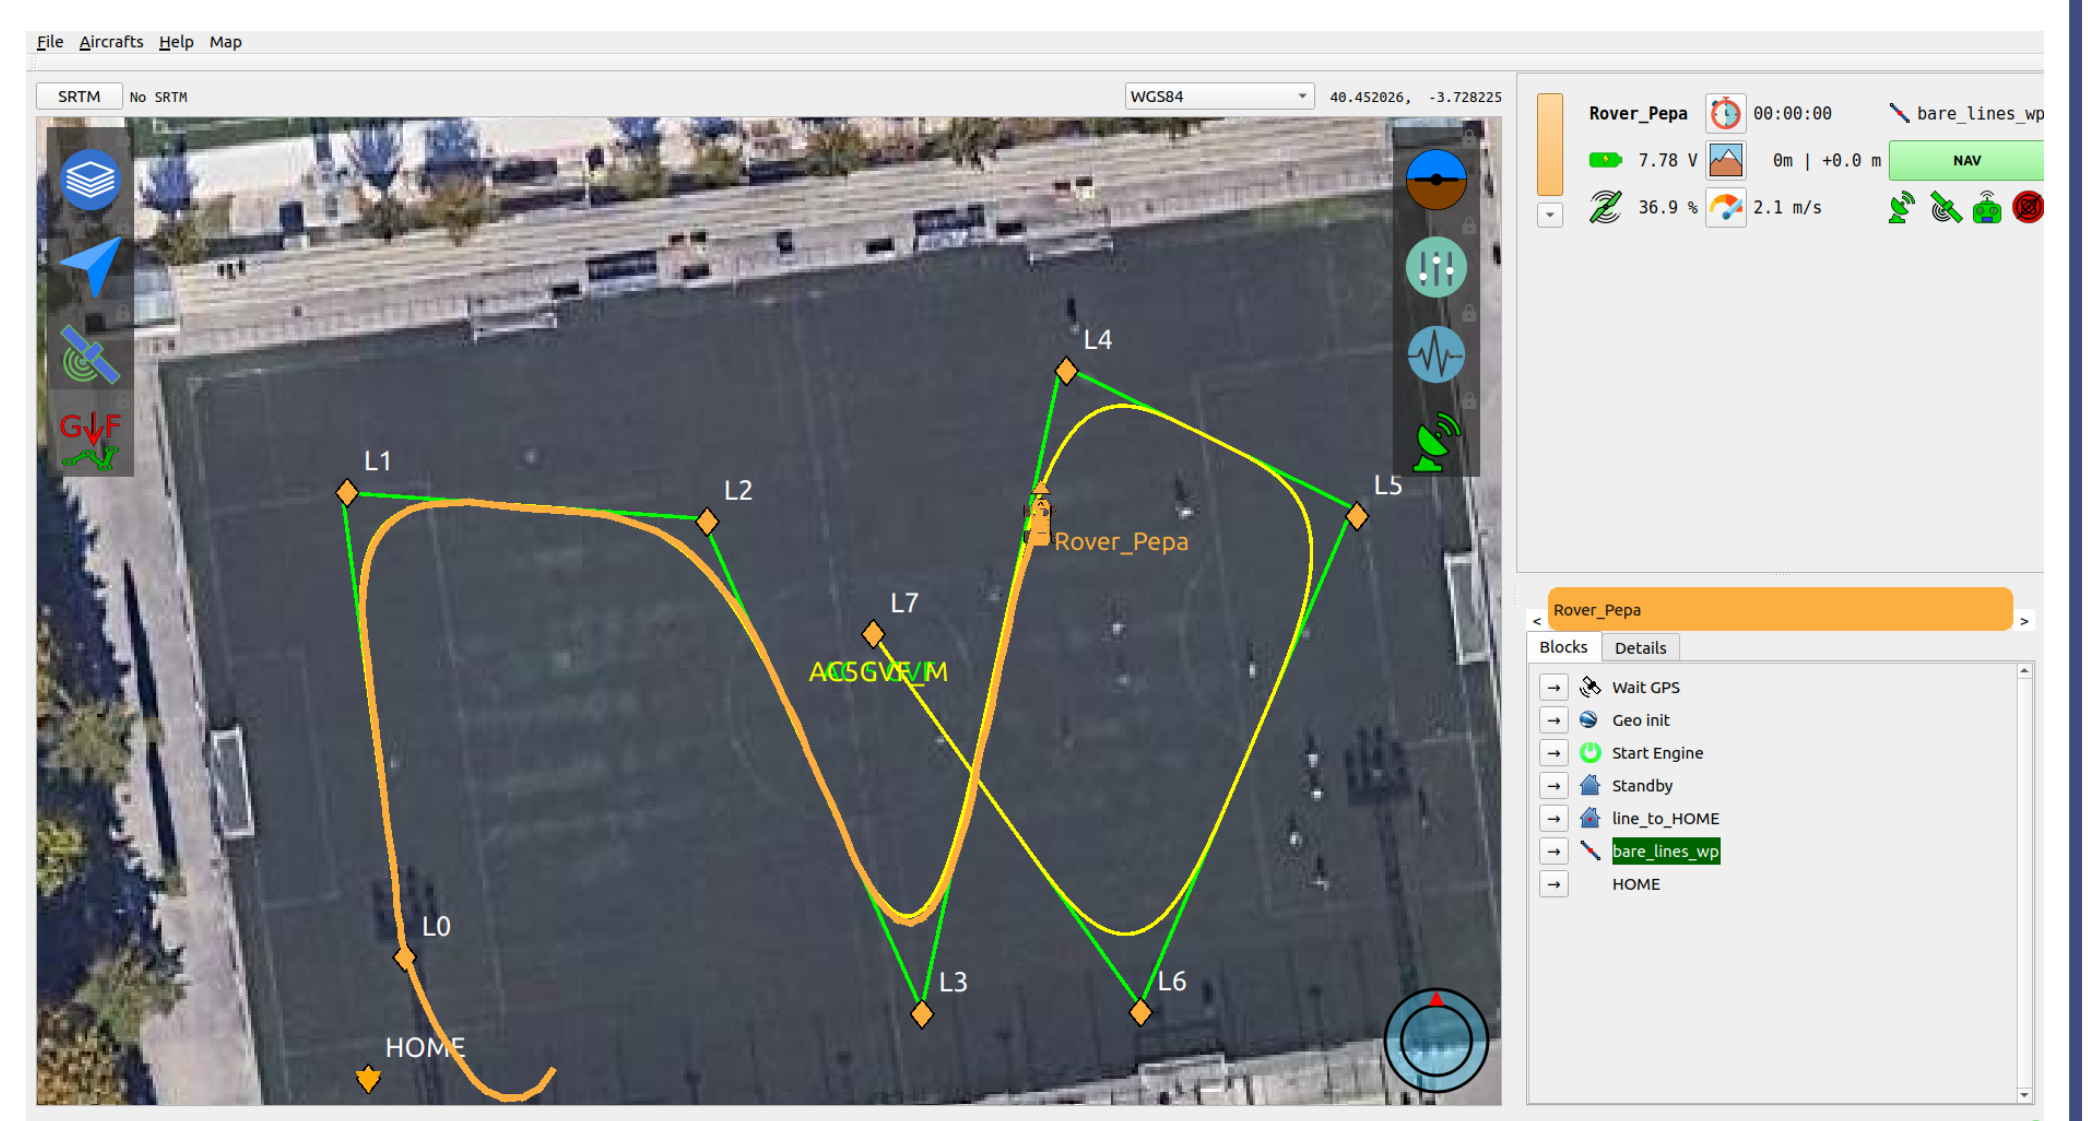 File Aircrafts Help Map
SRTM No SRTM WGS84 40.452026, -3.728225
Rover_Pepa 00:00:00 bare_lines_wp
7.78 V 0m | +0.0 m NAV
36.9 % 2.1 m/s
G F
L4
L1
L2
L5
Rover_Pepa
L7
L0
L3
L6
HOME
Rover_Pepa
< >
Blocks Details
→ Wait GPS
→ Geo init
→ Start Engine
→ Standby
→ line_to_HOME
→ bare_lines_wp
→ HOME